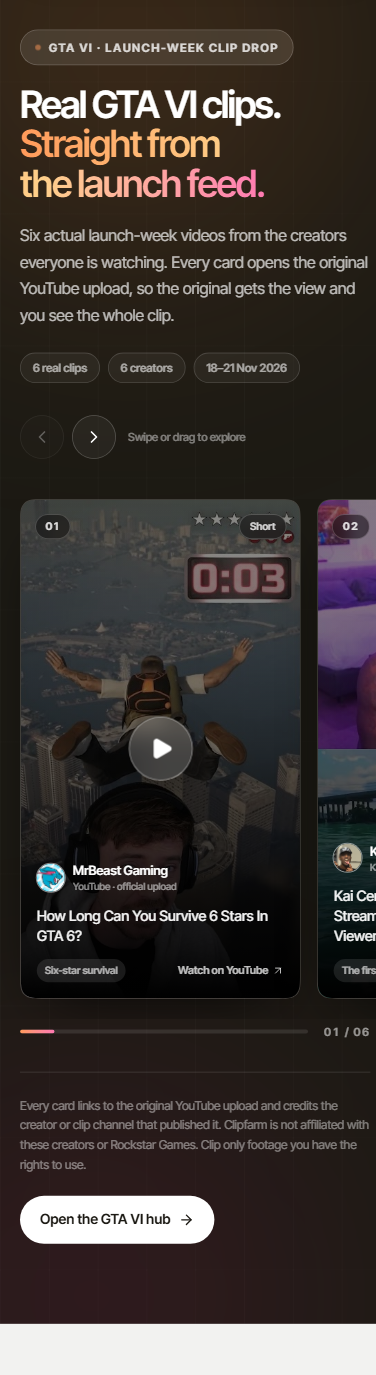 GTA VI · LAUNCH-WEEK CLIP DROP
Real GTA VI clips.
Straight from
the launch feed.
Six actual launch-week videos from the creators
everyone is watching. Every card opens the original
YouTube upload, so the original gets the view and
you see the whole clip.
6 real clips
6 creators
18–21 Nov 2026
Swipe or drag to explore
01
Short
02
0:03
MrBeast Gaming
YouTube · official upload
How Long Can You Survive 6 Stars In
GTA 6?
Six-star survival
Watch on YouTube ↗
K
K
Kai Cen
Stream
Viewer
The firs
01 / 06
Every card links to the original YouTube upload and credits the
creator or clip channel that published it. Clipfarm is not affiliated with
these creators or Rockstar Games. Clip only footage you have the
rights to use.
Open the GTA VI hub →